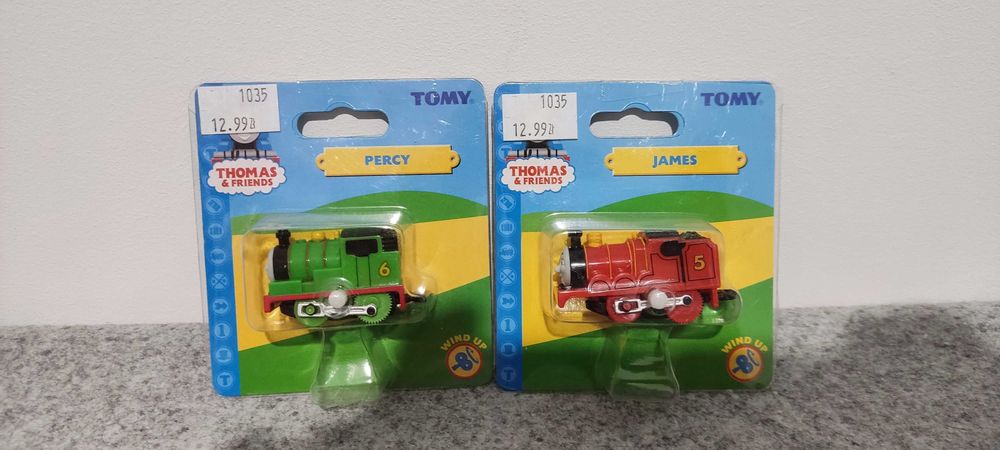 1035
12.99zł
TOMY
PERCY
THOMAS
& FRIENDS
6
WIND UP
1035
12.99zł
TOMY
JAMES
THOMAS
& FRIENDS
5
WIND UP